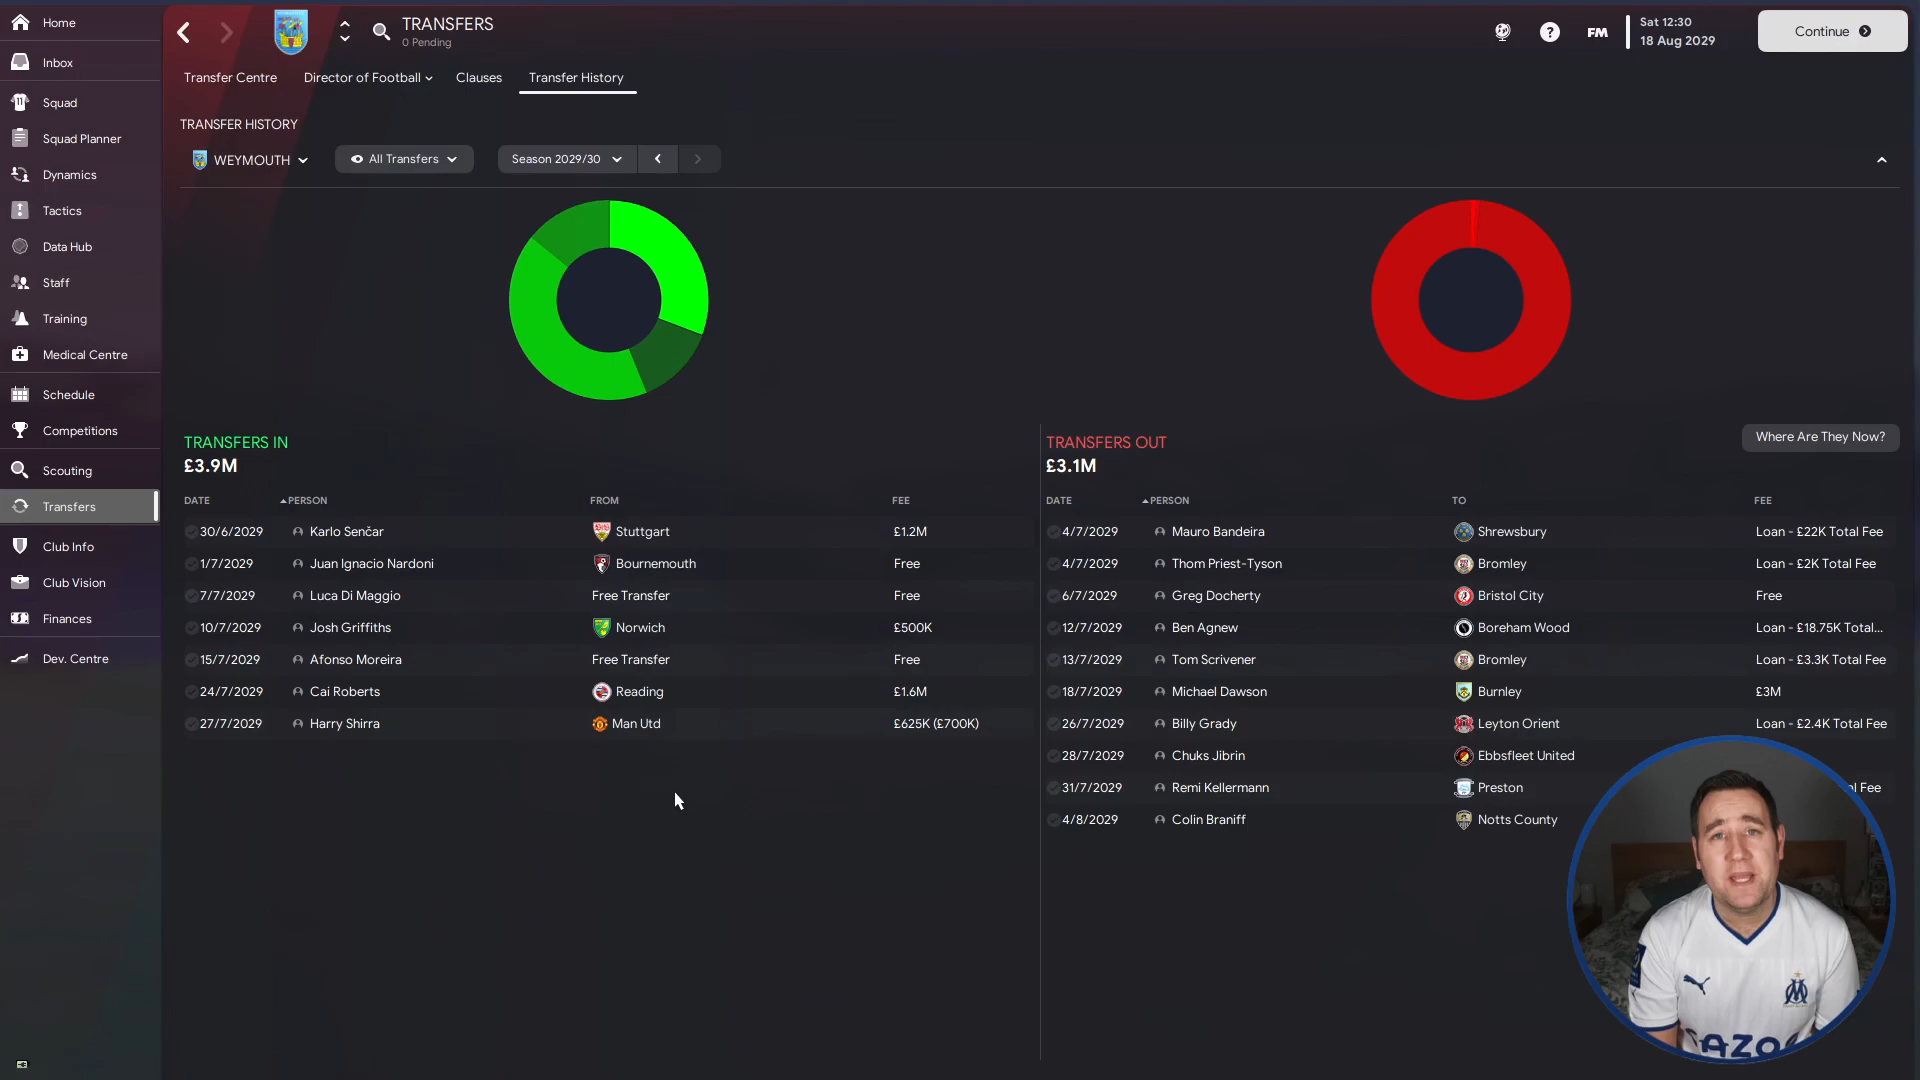 Home
Inbox
Squad
Squad Planner
Dynamics
Tactics
Data Hub
Staff
Training
Medical Centre
Schedule
Competitions
Scouting
Transfers
Club Info
Club Vision
Finances
Dev. Centre
TRANSFERS
0 Pending
FM
Sat 12:30
18 Aug 2029
Continue
Transfer Centre Director of Football Clauses Transfer History
TRANSFER HISTORY
WEYMOUTH All Transfers Season 2029/30
TRANSFERS IN
£3.9M
DATE PERSON FROM FEE
30/6/2029 Karlo Senčar Stuttgart £1.2M
1/7/2029 Juan Ignacio Nardoni Bournemouth Free
7/7/2029 Luca Di Maggio Free Transfer Free
10/7/2029 Josh Griffiths Norwich £500K
15/7/2029 Afonso Moreira Free Transfer Free
24/7/2029 Cai Roberts Reading £1.6M
27/7/2029 Harry Shirra Man Utd £625K (£700K)
TRANSFERS OUT
£3.1M
Where Are They Now?
DATE PERSON TO FEE
4/7/2029 Mauro Bandeira Shrewsbury Loan - £22K Total Fee
4/7/2029 Thom Priest-Tyson Bromley Loan - £2K Total Fee
6/7/2029 Greg Docherty Bristol City Free
12/7/2029 Ben Agnew Boreham Wood Loan - £18.75K Total...
13/7/2029 Tom Scrivener Bromley Loan - £3.3K Total Fee
18/7/2029 Michael Dawson Burnley £3M
26/7/2029 Billy Grady Leyton Orient Loan - £2.4K Total Fee
28/7/2029 Chuks Jibrin Ebbsfleet United
31/7/2029 Remi Kellermann Preston Fee
4/8/2029 Colin Braniff Notts County